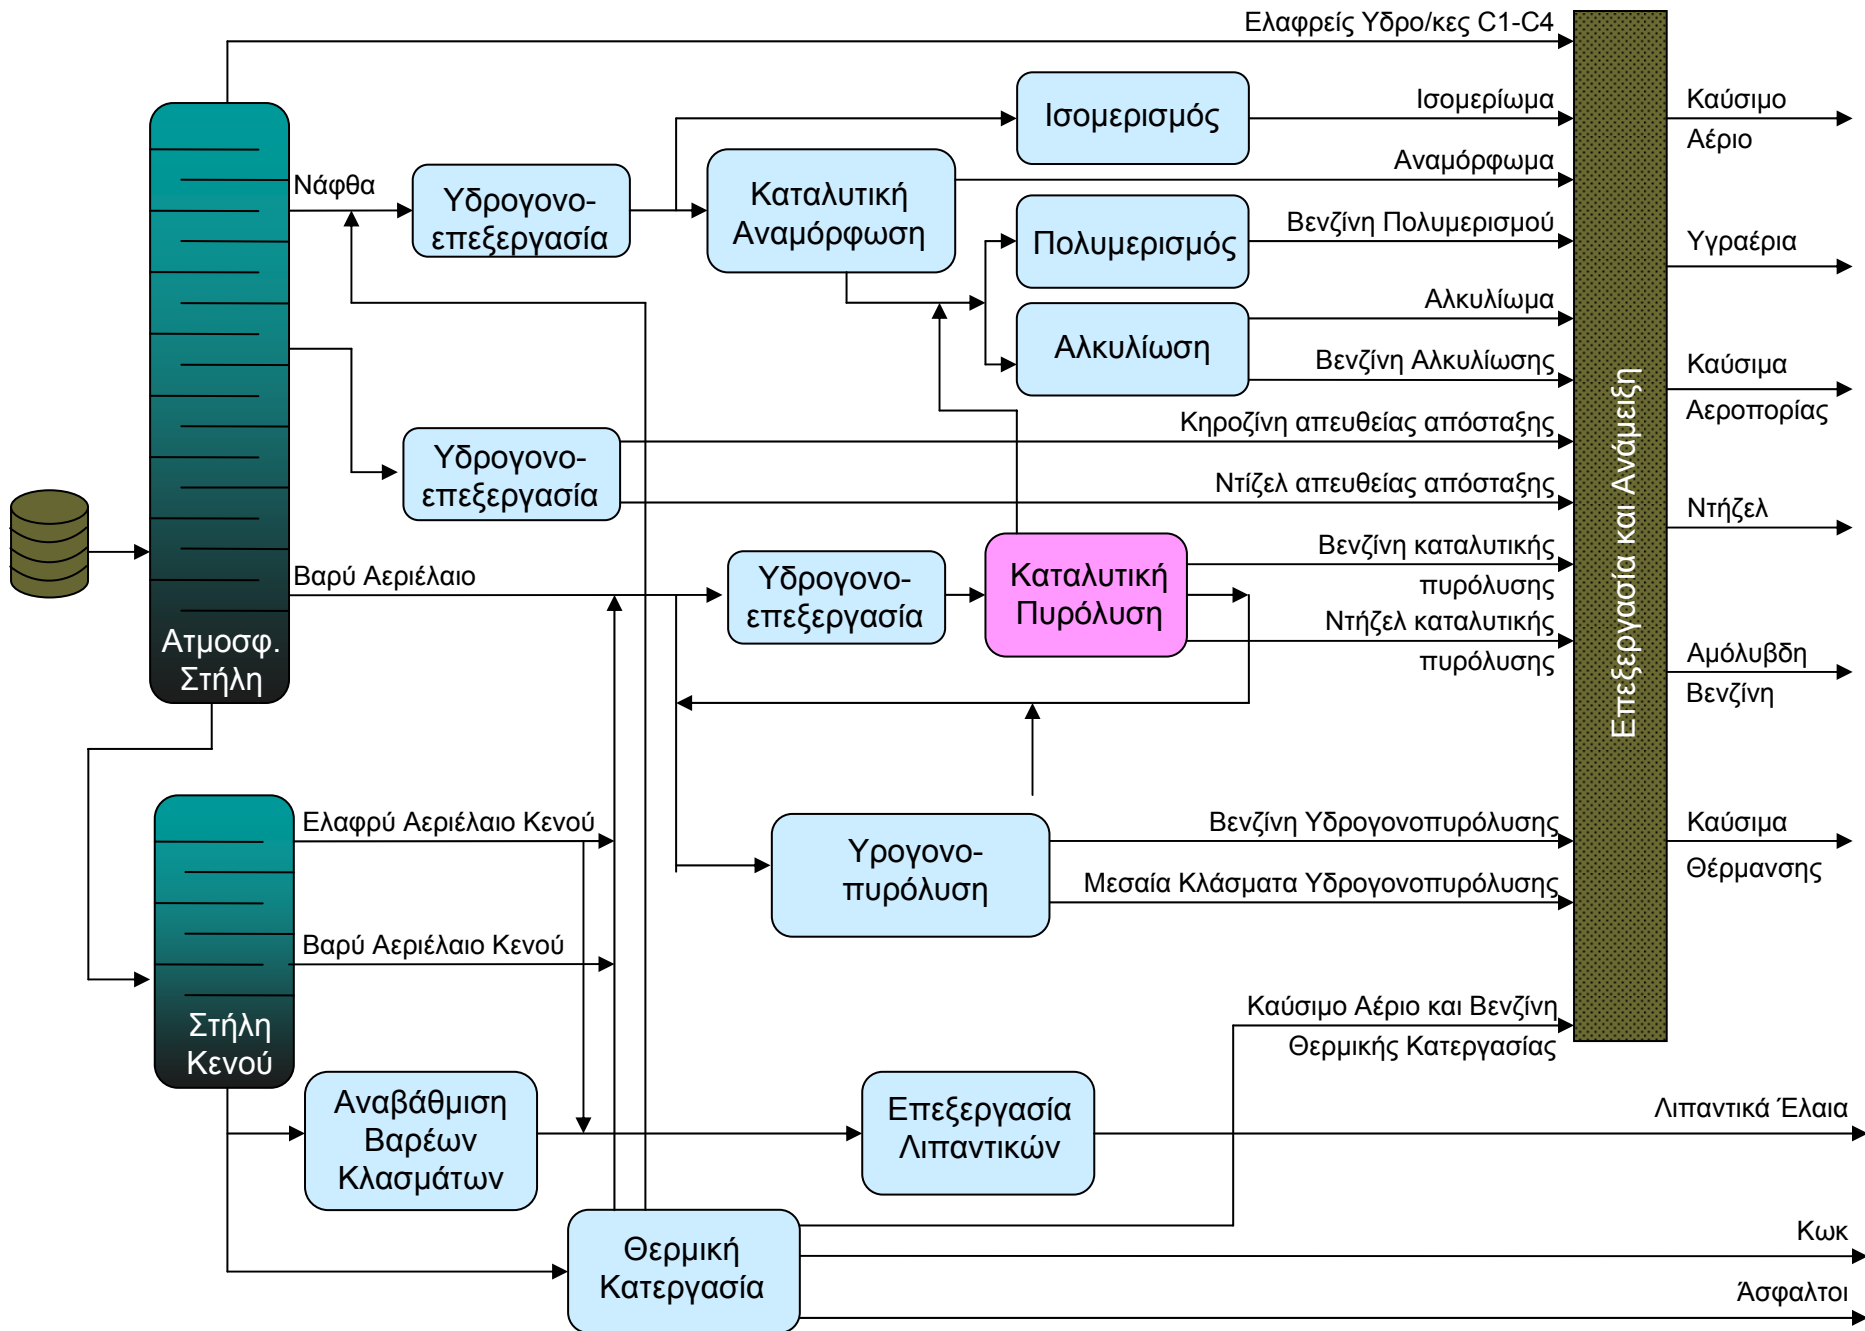 Ελαφρείς Υδρο/κες C1-C4
Ισομερισμός
Ισομερίωμα
Καύσιμο
Αέριο
Νάφθα
Υδρογονο-
επεξεργασία
Καταλυτική
Αναμόρφωση
Αναμόρφωμα
Πολυμερισμός
Βενζίνη Πολυμερισμού
Υγραέρια
Αλκυλίωση
Αλκυλίωμα
Βενζίνη Αλκυλίωσης
Καύσιμα
Αεροπορίας
Υδρογονο-
επεξεργασία
Κηροζίνη απευθείας απόσταξης
Ντίζελ απευθείας απόσταξης
Ντήζελ
Επεξεργασία και Ανάμειξη
Βαρύ Αεριέλαιο
Υδρογονο-
επεξεργασία
Καταλυτική
Πυρόλυση
Βενζίνη καταλυτικής
πυρόλυσης
Ντήζελ καταλυτικής
πυρόλυσης
Ατμοσφ.
Στήλη
Αμόλυβδη
Βενζίνη
Ελαφρύ Αεριέλαιο Κενού
Υρογονο-
πυρόλυση
Βενζίνη Υδρογονοπυρόλυσης
Μεσαία Κλάσματα Υδρογονοπυρόλυσης
Καύσιμα
Θέρμανσης
Βαρύ Αεριέλαιο Κενού
Στήλη
Κενού
Καύσιμο Αέριο και Βενζίνη
Θερμικής Κατεργασίας
Αναβάθμιση
Βαρέων
Κλασμάτων
Επεξεργασία
Λιπαντικών
Λιπαντικά Έλαια
Θερμική
Κατεργασία
Κωκ
Άσφαλτοι